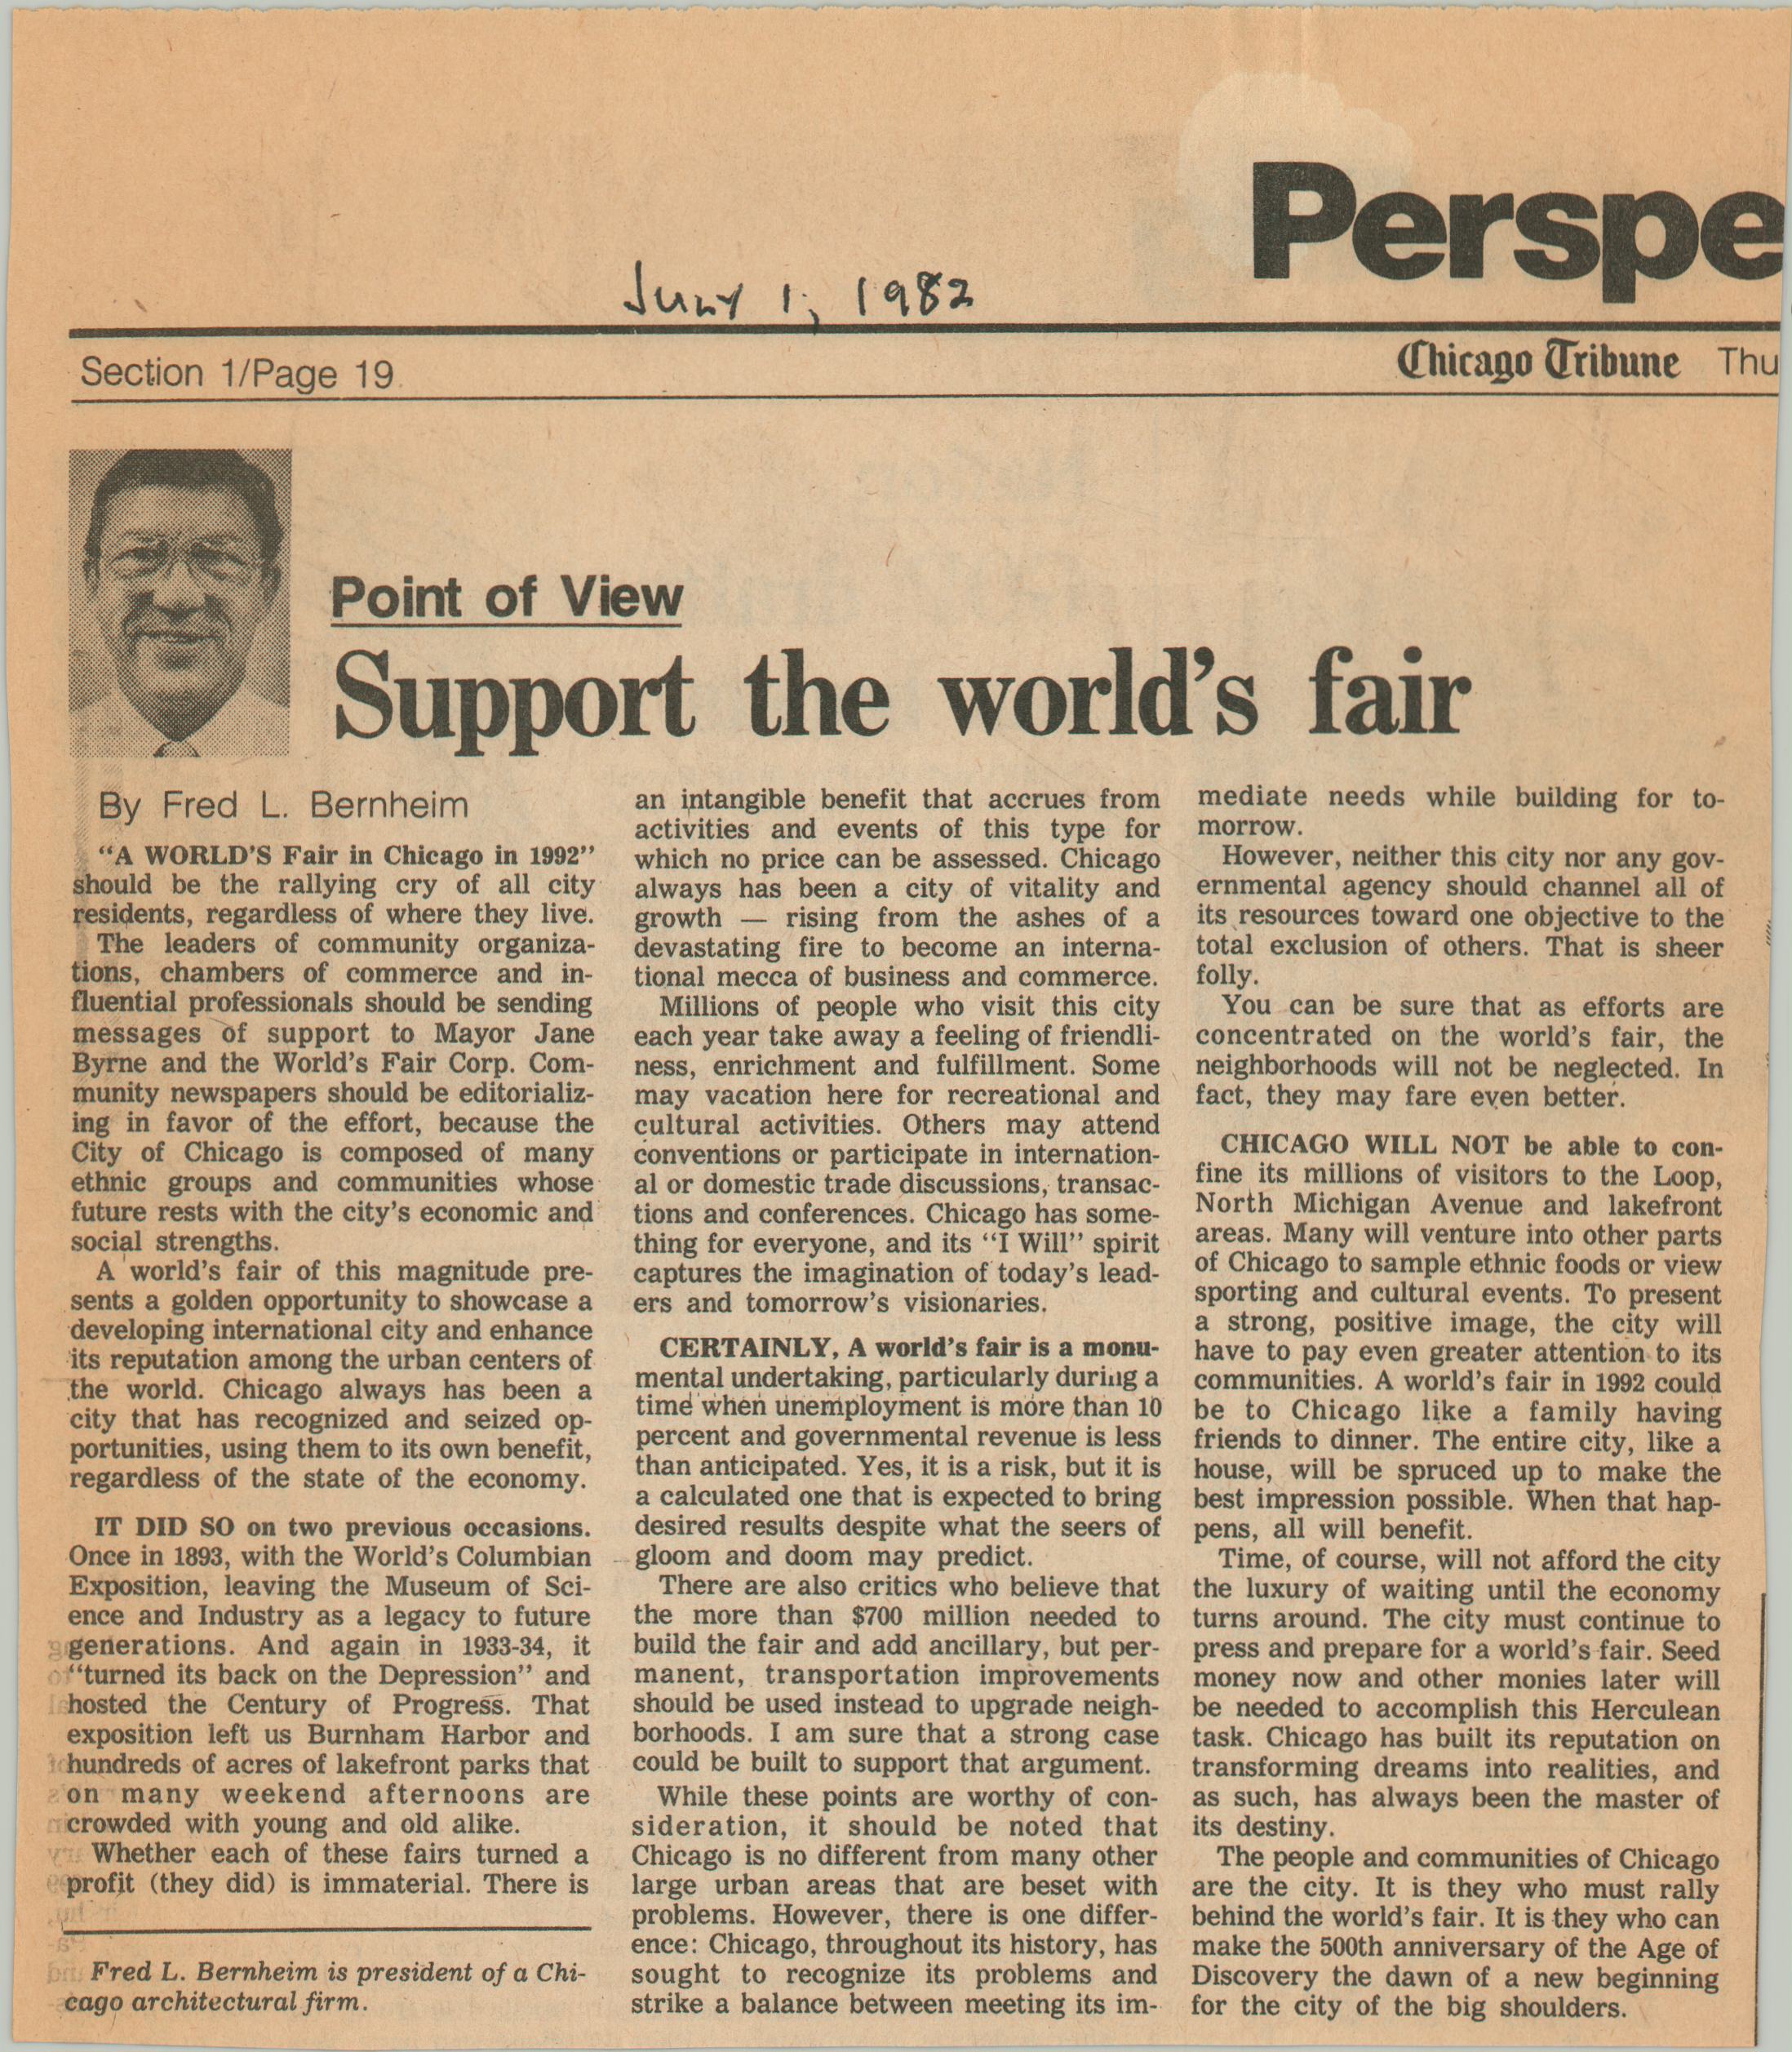 Perspe
July 1, 1982
Section 1/Page 19
Chicago Tribune Thu
Point of View
Support the world's fair
By Fred L. Bernheim
“A WORLD'S Fair in Chicago in 1992”
should be the rallying cry of all city
residents, regardless of where they live.
The leaders of community organiza-
tions, chambers of commerce and in-
fluential professionals should be sending
messages of support to Mayor Jane
Byrne and the World's Fair Corp. Com-
munity newspapers should be editorializ-
ing in favor of the effort, because the
City of Chicago is composed of many
ethnic groups and communities whose
future rests with the city's economic and
social strengths.
A world's fair of this magnitude pre-
sents a golden opportunity to showcase a
developing international city and enhance
its reputation among the urban centers of
the world. Chicago always has been a
city that has recognized and seized op-
portunities, using them to its own benefit,
regardless of the state of the economy.
IT DID SO on two previous occasions.
Once in 1893, with the World's Columbian
Exposition, leaving the Museum of Sci-
ence and Industry as a legacy to future
generations. And again in 1933-34, it
“turned its back on the Depression” and
hosted the Century of Progress. That
exposition left us Burnham Harbor and
hundreds of acres of lakefront parks that
on many weekend afternoons are
crowded with young and old alike.
Whether each of these fairs turned a
profit (they did) is immaterial. There is
Fred L. Bernheim is president of a Chi-
cago architectural firm.
an intangible benefit that accrues from
activities and events of this type for
which no price can be assessed. Chicago
always has been a city of vitality and
growth — rising from the ashes of a
devastating fire to become an interna-
tional mecca of business and commerce.
Millions of people who visit this city
each year take away a feeling of friendli-
ness, enrichment and fulfillment. Some
may vacation here for recreational and
cultural activities. Others may attend
conventions or participate in internation-
al or domestic trade discussions, transac-
tions and conferences. Chicago has some-
thing for everyone, and its “I Will” spirit
captures the imagination of today's lead-
ers and tomorrow's visionaries.
CERTAINLY, A world's fair is a monu-
mental undertaking, particularly during a
time when unemployment is more than 10
percent and governmental revenue is less
than anticipated. Yes, it is a risk, but it is
a calculated one that is expected to bring
desired results despite what the seers of
gloom and doom may predict.
There are also critics who believe that
the more than $700 million needed to
build the fair and add ancillary, but per-
manent, transportation improvements
should be used instead to upgrade neigh-
borhoods. I am sure that a strong case
could be built to support that argument.
While these points are worthy of con-
sideration, it should be noted that
Chicago is no different from many other
large urban areas that are beset with
problems. However, there is one differ-
ence: Chicago, throughout its history, has
sought to recognize its problems and
strike a balance between meeting its im-
mediate needs while building for to-
morrow.
However, neither this city nor any gov-
ernmental agency should channel all of
its resources toward one objective to the
total exclusion of others. That is sheer
folly.
You can be sure that as efforts are
concentrated on the world's fair, the
neighborhoods will not be neglected. In
fact, they may fare even better.
CHICAGO WILL NOT be able to con-
fine its millions of visitors to the Loop,
North Michigan Avenue and lakefront
areas. Many will venture into other parts
of Chicago to sample ethnic foods or view
sporting and cultural events. To present
a strong, positive image, the city will
have to pay even greater attention to its
communities. A world's fair in 1992 could
be to Chicago like a family having
friends to dinner. The entire city, like a
house, will be spruced up to make the
best impression possible. When that hap-
pens, all will benefit.
Time, of course, will not afford the city
the luxury of waiting until the economy
turns around. The city must continue to
press and prepare for a world's fair. Seed
money now and other monies later will
be needed to accomplish this Herculean
task. Chicago has built its reputation on
transforming dreams into realities, and
as such, has always been the master of
its destiny.
The people and communities of Chicago
are the city. It is they who must rally
behind the world's fair. It is they who can
make the 500th anniversary of the Age of
Discovery the dawn of a new beginning
for the city of the big shoulders.